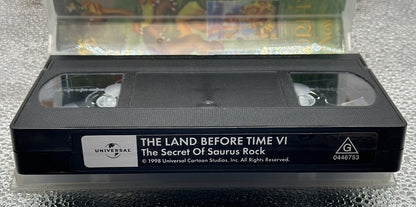 UNIVERSAL
THE LAND BEFORE TIME VI
The Secret Of Saurus Rock
© 1998 Universal Cartoon Studios, Inc. All Rights Reserved.
G
0446753